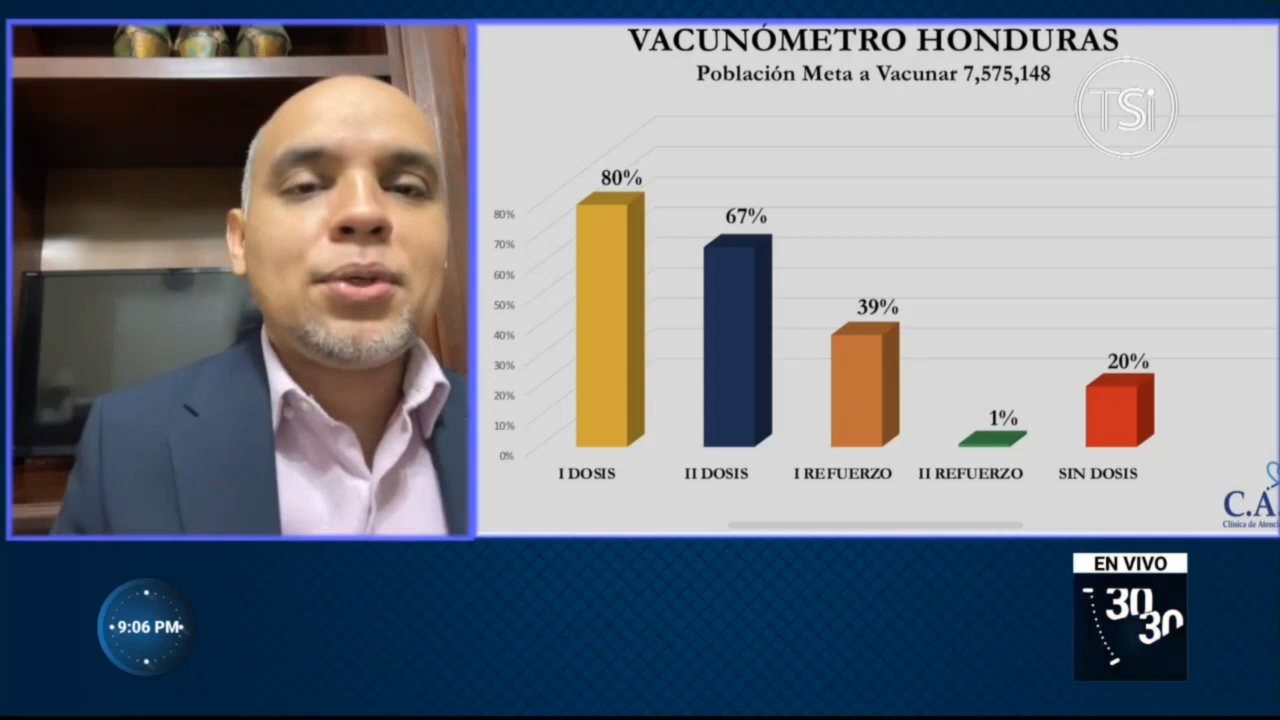 VACUNÓMETRO HONDURAS
Población Meta a Vacunar 7,575,148
TSi
80%
67%
39%
1%
20%
80%
70%
60%
50%
40%
30%
20%
10%
0%
I DOSIS
II DOSIS
I REFUERZO
II REFUERZO
SIN DOSIS
Clínica de
9:06 PM
EN VIVO
30
30